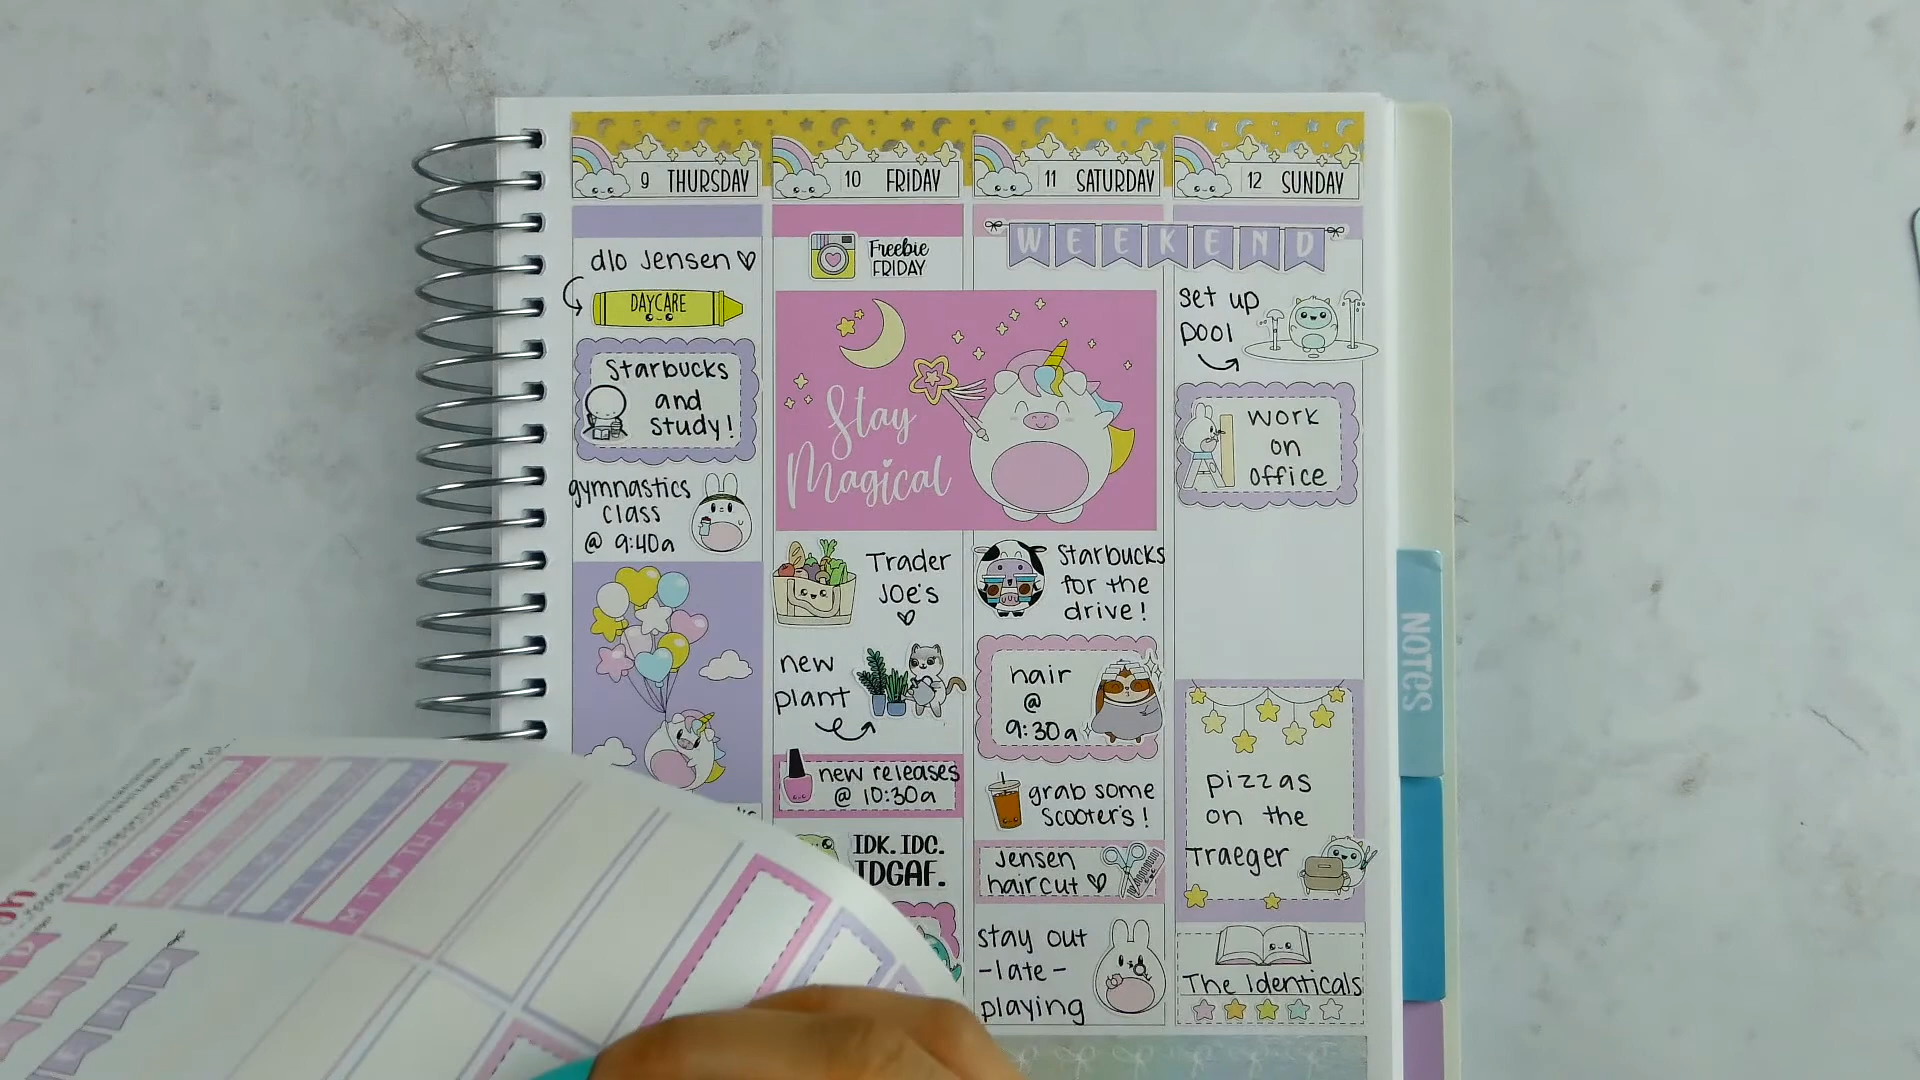 9 THURSDAY
dlo Jensen
DAYCARE
Starbucks
and
study!
gymnastics
class
@ 9:40a
10 FRIDAY
Freebie
FRIDAY
Stay
Magical
Trader
Joe's
new
plant
new releases
@ 10:30a
IDK. IDC.
IDGAF.
11 SATURDAY
WEEKEND
Starbucks
for the
drive!
hair
@
9:30a
grab some
Scooter's!
Jensen
haircut
stay out
-late-
playing
12 SUNDAY
set up
pool
work
on
office
pizzas
on the
Traeger
The Identicals
NOTES
M T W T F S S